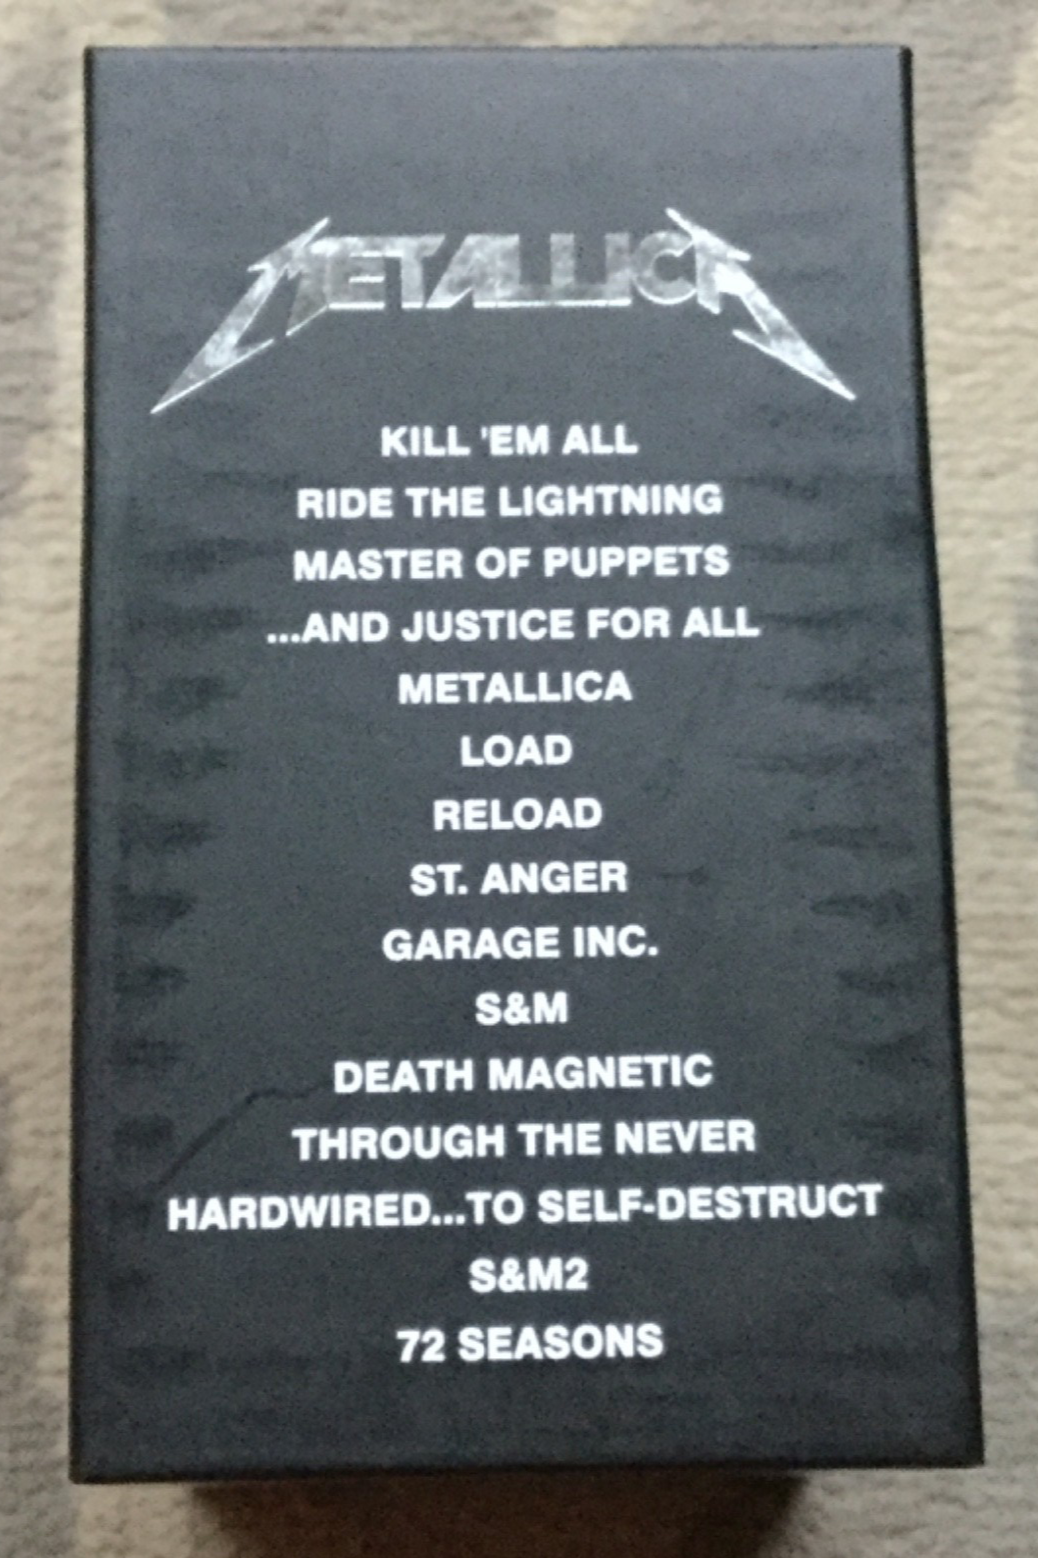 METALLICA
KILL 'EM ALL
RIDE THE LIGHTNING
MASTER OF PUPPETS
...AND JUSTICE FOR ALL
METALLICA
LOAD
RELOAD
ST. ANGER
GARAGE INC.
S&M
DEATH MAGNETIC
THROUGH THE NEVER
HARDWIRED...TO SELF-DESTRUCT
S&M2
72 SEASONS